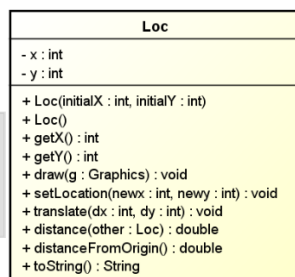 Loc
- x : int
- y : int
+ Loc(initialX : int, initialY : int)
+ Loc()
+ getX() : int
+ getY() : int
+ draw(g : Graphics) : void
+ setLocation(newx : int, newy : int) : void
+ translate(dx : int, dy : int) : void
+ distance(other : Loc) : double
+ distanceFromOrigin() : double
+ toString() : String